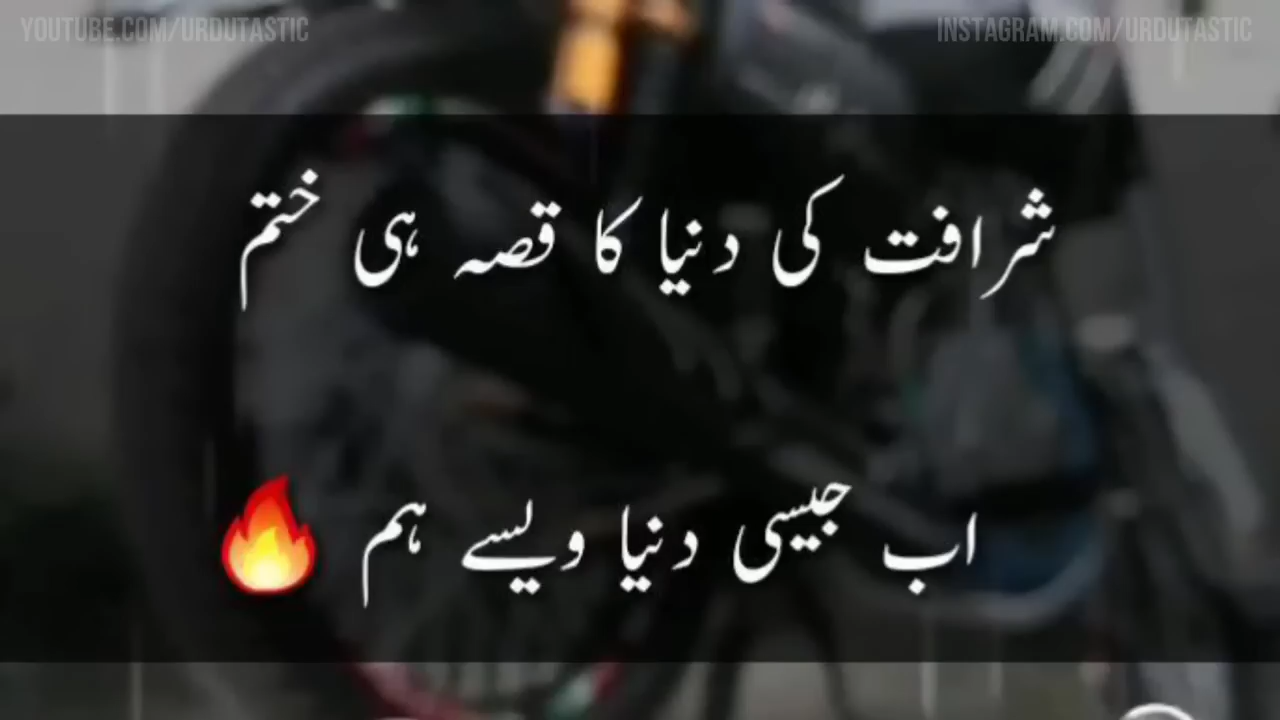 YOUTUBE.COM/URDUTASTIC
INSTAGRAM.COM/URDUTASTIC
شرافت کی دنیا کا قصہ ہی ختم
اب جیسی دنیا ویسے ہم 🔥